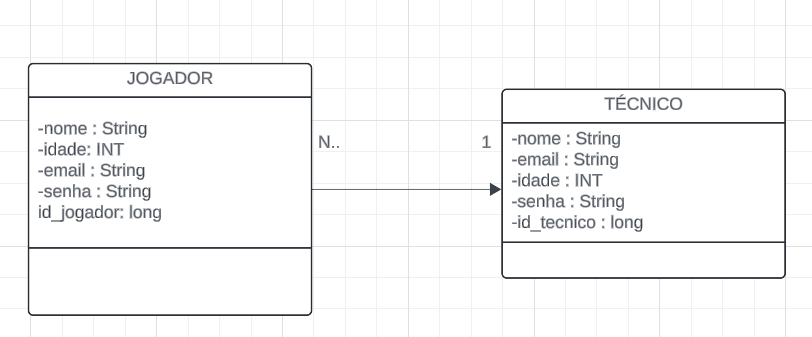 JOGADOR
-nome : String
-idade: INT
-email : String
-senha : String
id_jogador: long
N..
1
TÉCNICO
-nome : String
-email : String
-idade : INT
-senha : String
-id_tecnico : long